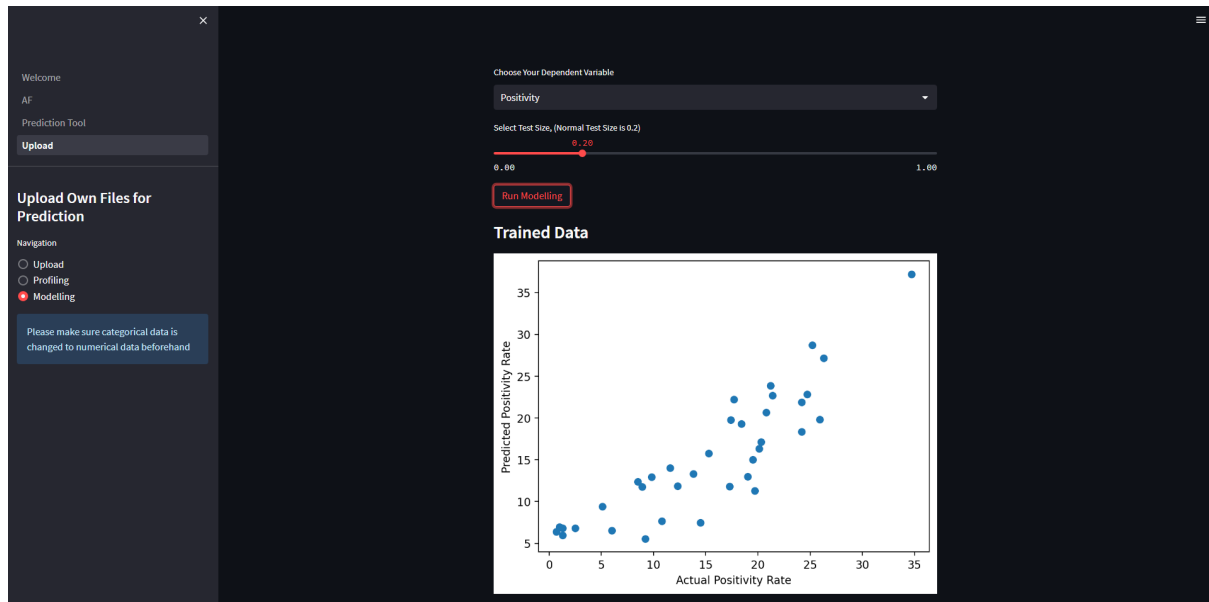 Welcome
AF
Prediction Tool
Upload
Upload Own Files for
Prediction
Navigation
Upload
Profiling
Modelling
Please make sure categorical data is
changed to numerical data beforehand
Choose Your Dependent Variable
Positivity
Select Test Size, (Normal Test Size is 0.2)
0.20
0.00 1.00
Run Modelling
Trained Data
Predicted Positivity Rate
35
30
25
20
15
10
5
0 5 10 15 20 25 30 35
Actual Positivity Rate